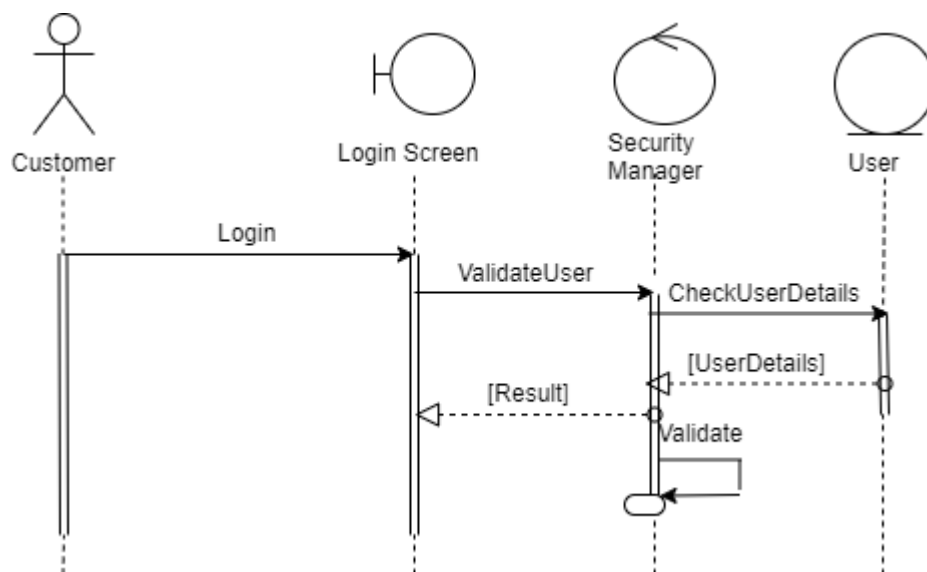 Customer
Login Screen
Security
Manager
User
Login
ValidateUser
CheckUserDetails
[UserDetails]
[Result]
Validate